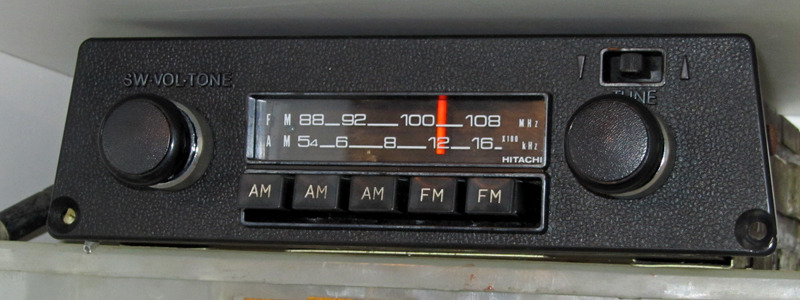 SW·VOL·TONE
TUNE
FM 88 92 100 108 MHz
AM 54 6 8 12 16 X100 kHz
HITACHI
AM AM AM FM FM